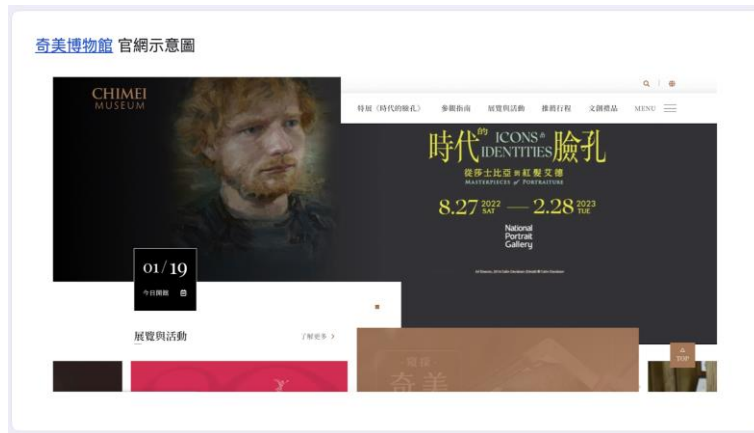 奇美博物館 官網示意圖
CHIMEI
MUSEUM
特展《時代的臉孔》 參觀指南 展覽與活動 推薦行程 文創禮品 MENU
時代的 ICONS & IDENTITIES 臉孔
從莎士比亞到紅髮艾德
MASTERPIECES of PORTRAITURE
8.27 2022 SAT — 2.28 2023 TUE
National
Portrait
Gallery
01/19
今日開館
展覽與活動
了解更多
TOP
窺探
奇美